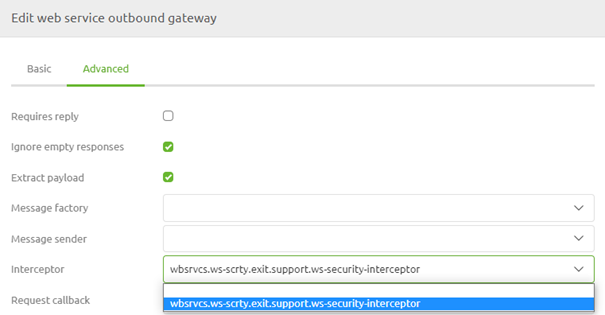 Edit web service outbound gateway
Basic Advanced
Requires reply
Ignore empty responses
Extract payload
Message factory
Message sender
Interceptor wbsrvcs.ws-scrty.exit.support.ws-security-interceptor
Request callback wbsrvcs.ws-scrty.exit.support.ws-security-interceptor